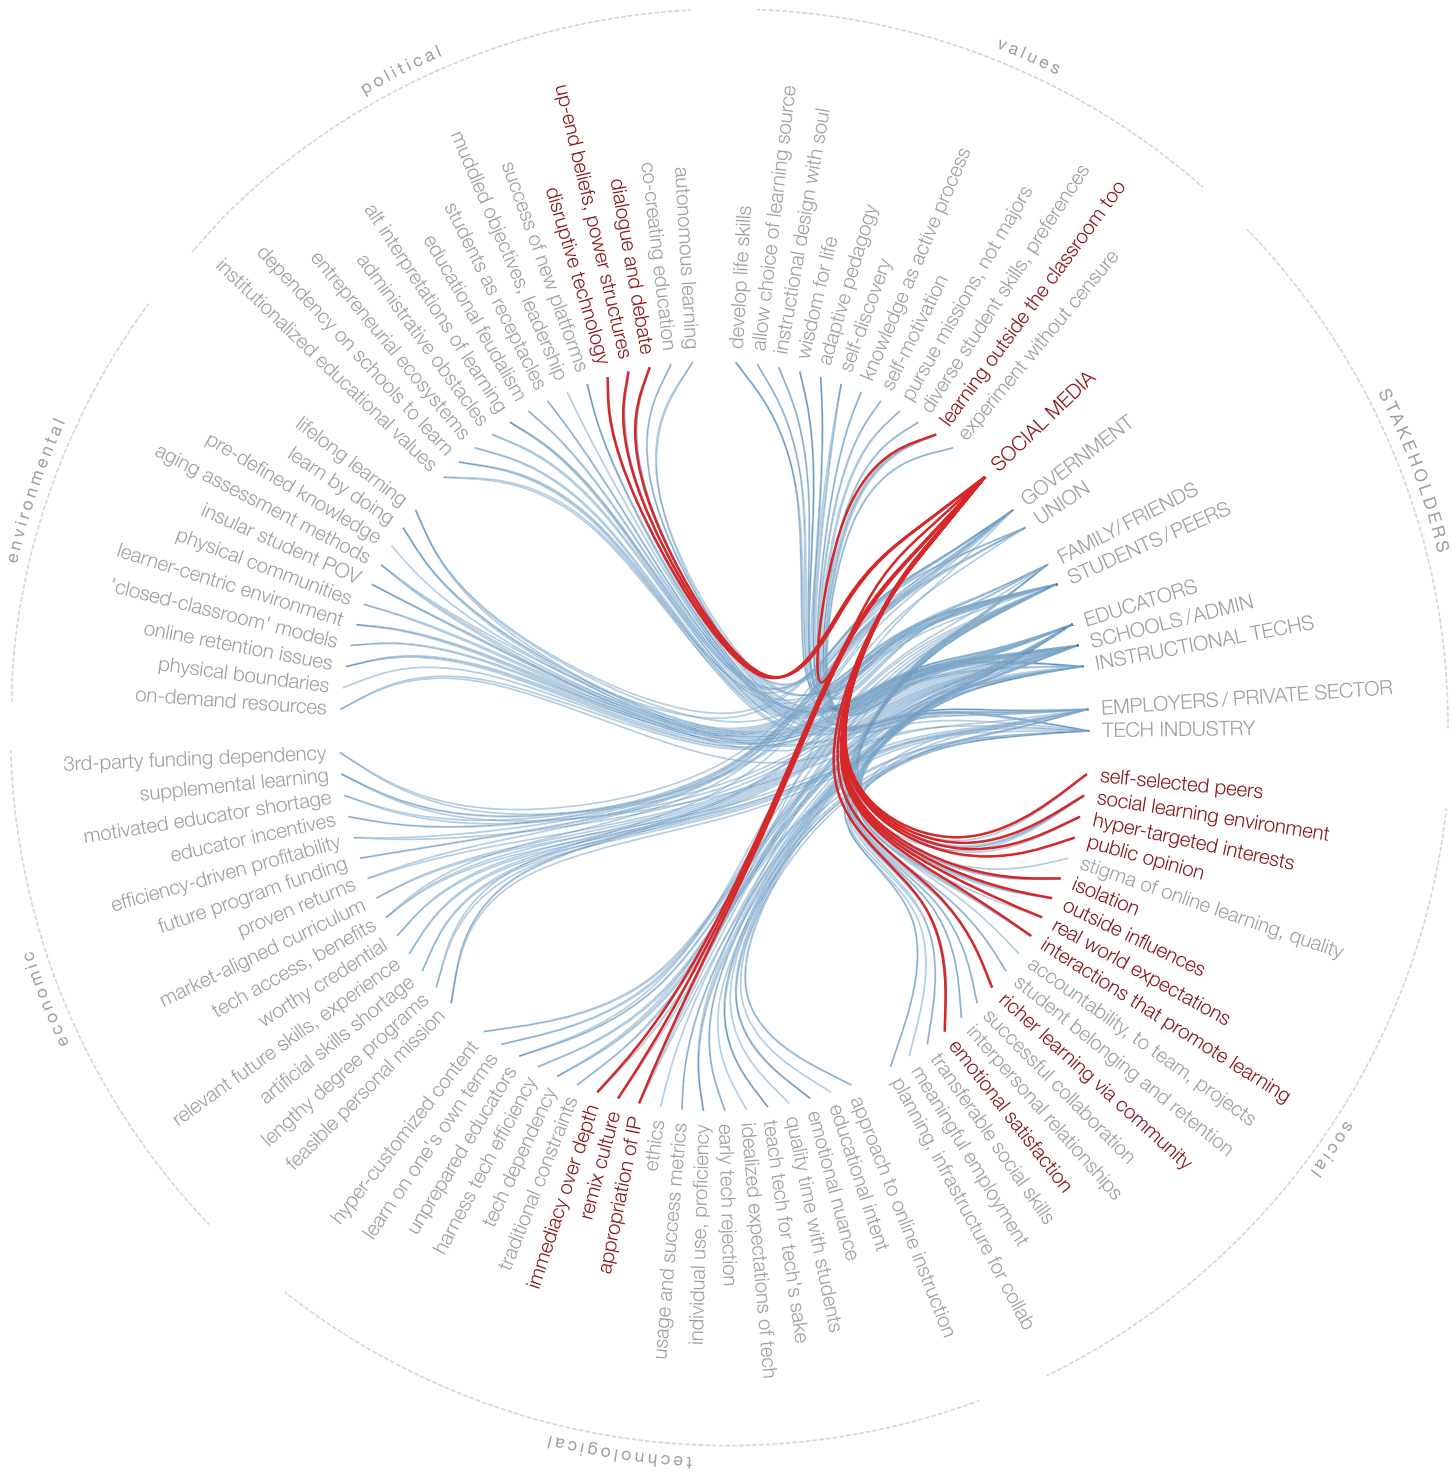 political
values
STAKEHOLDERS
social
technological
economic
environmental
develop life skills
allow choice of learning source
instructional design with soul
wisdom for life
adaptive pedagogy
self-discovery
knowledge as active process
self-motivation
pursue missions, not majors
diverse student skills, preferences
learning outside the classroom too
experiment without censure
SOCIAL MEDIA
GOVERNMENT
UNION
FAMILY/FRIENDS
STUDENTS/PEERS
EDUCATORS
SCHOOLS/ADMIN
INSTRUCTIONAL TECHS
EMPLOYERS/PRIVATE SECTOR
TECH INDUSTRY
self-selected peers
social learning environment
hyper-targeted interests
public opinion
stigma of online learning, quality
isolation
outside influences
real world expectations
interactions that promote learning
accountability, to team, projects
student belonging and retention
richer learning via community
successful collaboration
interpersonal relationships
emotional satisfaction
transferable social skills
meaningful employment
planning, infrastructure for collab
approach to online instruction
educational intent
emotional nuance
quality time with students
teach tech for tech's sake
idealized expectations of tech
early tech rejection
individual use, proficiency
usage and success metrics
ethics
appropriation of IP
remix culture
immediacy over depth
traditional constraints
tech dependency
harness tech efficiency
unprepared educators
learn on one's own terms
hyper-customized content
feasible personal mission
lengthy degree programs
artificial skills shortage
relevant future skills, experience
worthy credential
tech access, benefits
market-aligned curriculum
proven returns
future program funding
efficiency-driven profitability
educator incentives
motivated educator shortage
supplemental learning
3rd-party funding dependency
on-demand resources
physical boundaries
online retention issues
'closed-classroom' models
learner-centric environment
physical communities
insular student POV
aging assessment methods
pre-defined knowledge
learn by doing
lifelong learning
institutionalized educational values
dependency on schools to learn
entrepreneurial ecosystems
administrative obstacles
alt interpretations of learning
educational feudalism
students as receptacles
muddled objectives, leadership
success of new platforms
disruptive technology
up-end beliefs, power structures
dialogue and debate
co-creating education
autonomous learning